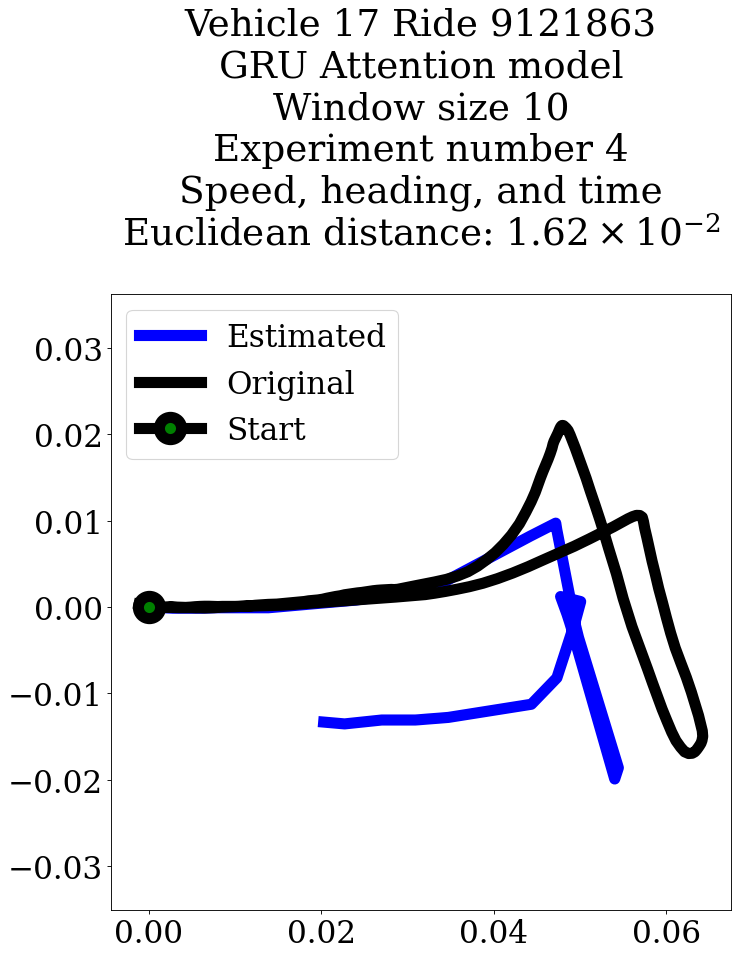 Vehicle 17 Ride 9121863
GRU Attention model
Window size 10
Experiment number 4
Speed, heading, and time
Euclidean distance: 1.62 × 10⁻²
Estimated
Original
Start
0.03
0.02
0.01
0.00
−0.01
−0.02
−0.03
0.00 0.02 0.04 0.06